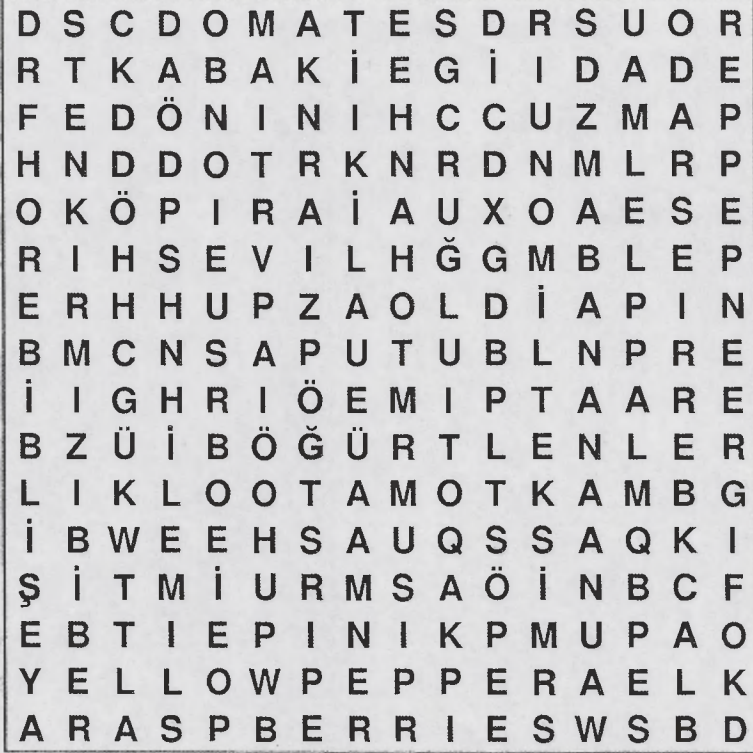 D S C D O M A T E S D R S U O R
R T K A B A K İ E G İ I D A D E
F E D Ö N I N I H C C U Z M A P
H N D D O T R K N R D N M L R P
O K Ö P I R A İ A U X O A E S E
R I H S E V I L H Ğ G M B L E P
E R H H U P Z A O L D İ A P I N
B M C N S A P U T U B L N P R E
İ I G H R I Ö E M I P T A A R E
B Z Ü İ B Ö Ğ Ü R T L E N L E R
L I K L O O T A M O T K A M B G
İ B W E E H S A U Q S S A Q K I
Ş İ T M İ U R M S A Ö İ N B C F
E B T I E P I N I K P M U P A O
Y E L L O W P E P P E R A E L K
A R A S P B E R R I E S W S B D